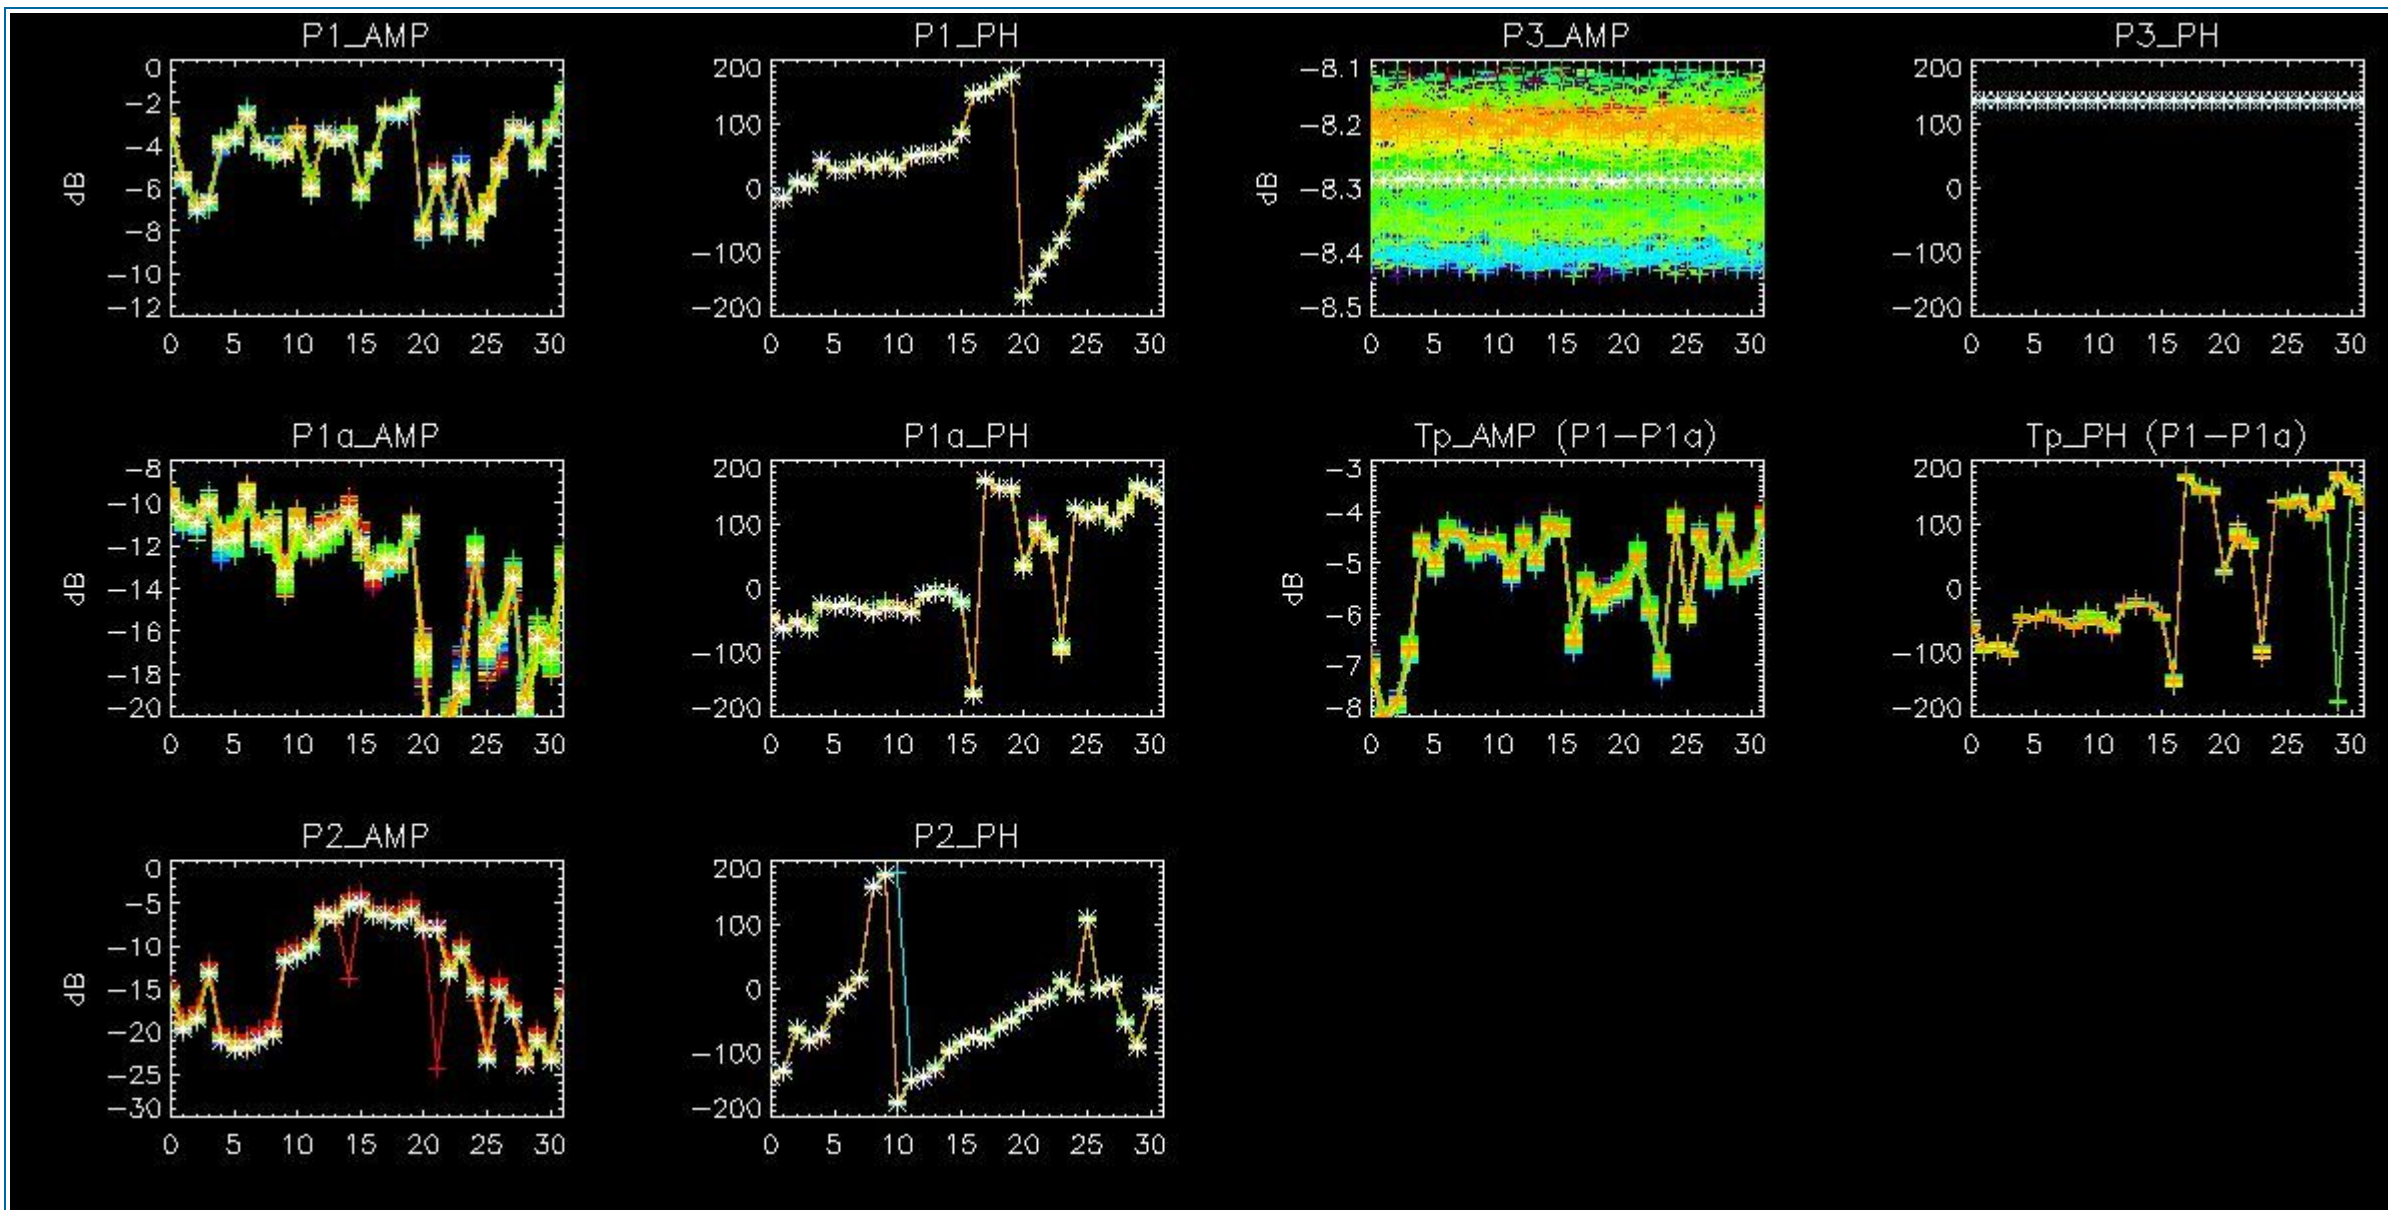 P1_AMP
0
−2
−4
−6
−8
−10
−12
dB
0 5 10 15 20 25 30
P1_PH
200
100
0
−100
−200
0 5 10 15 20 25 30
P3_AMP
−8.1
−8.2
−8.3
−8.4
−8.5
dB
0 5 10 15 20 25 30
P3_PH
200
100
0
−100
−200
0 5 10 15 20 25 30
P1a_AMP
−8
−10
−12
−14
−16
−18
−20
dB
0 5 10 15 20 25 30
P1a_PH
200
100
0
−100
−200
0 5 10 15 20 25 30
Tp_AMP (P1−P1a)
−3
−4
−5
−6
−7
−8
dB
0 5 10 15 20 25 30
Tp_PH (P1−P1a)
200
100
0
−100
−200
0 5 10 15 20 25 30
P2_AMP
0
−5
−10
−15
−20
−25
−30
dB
0 5 10 15 20 25 30
P2_PH
200
100
0
−100
−200
0 5 10 15 20 25 30